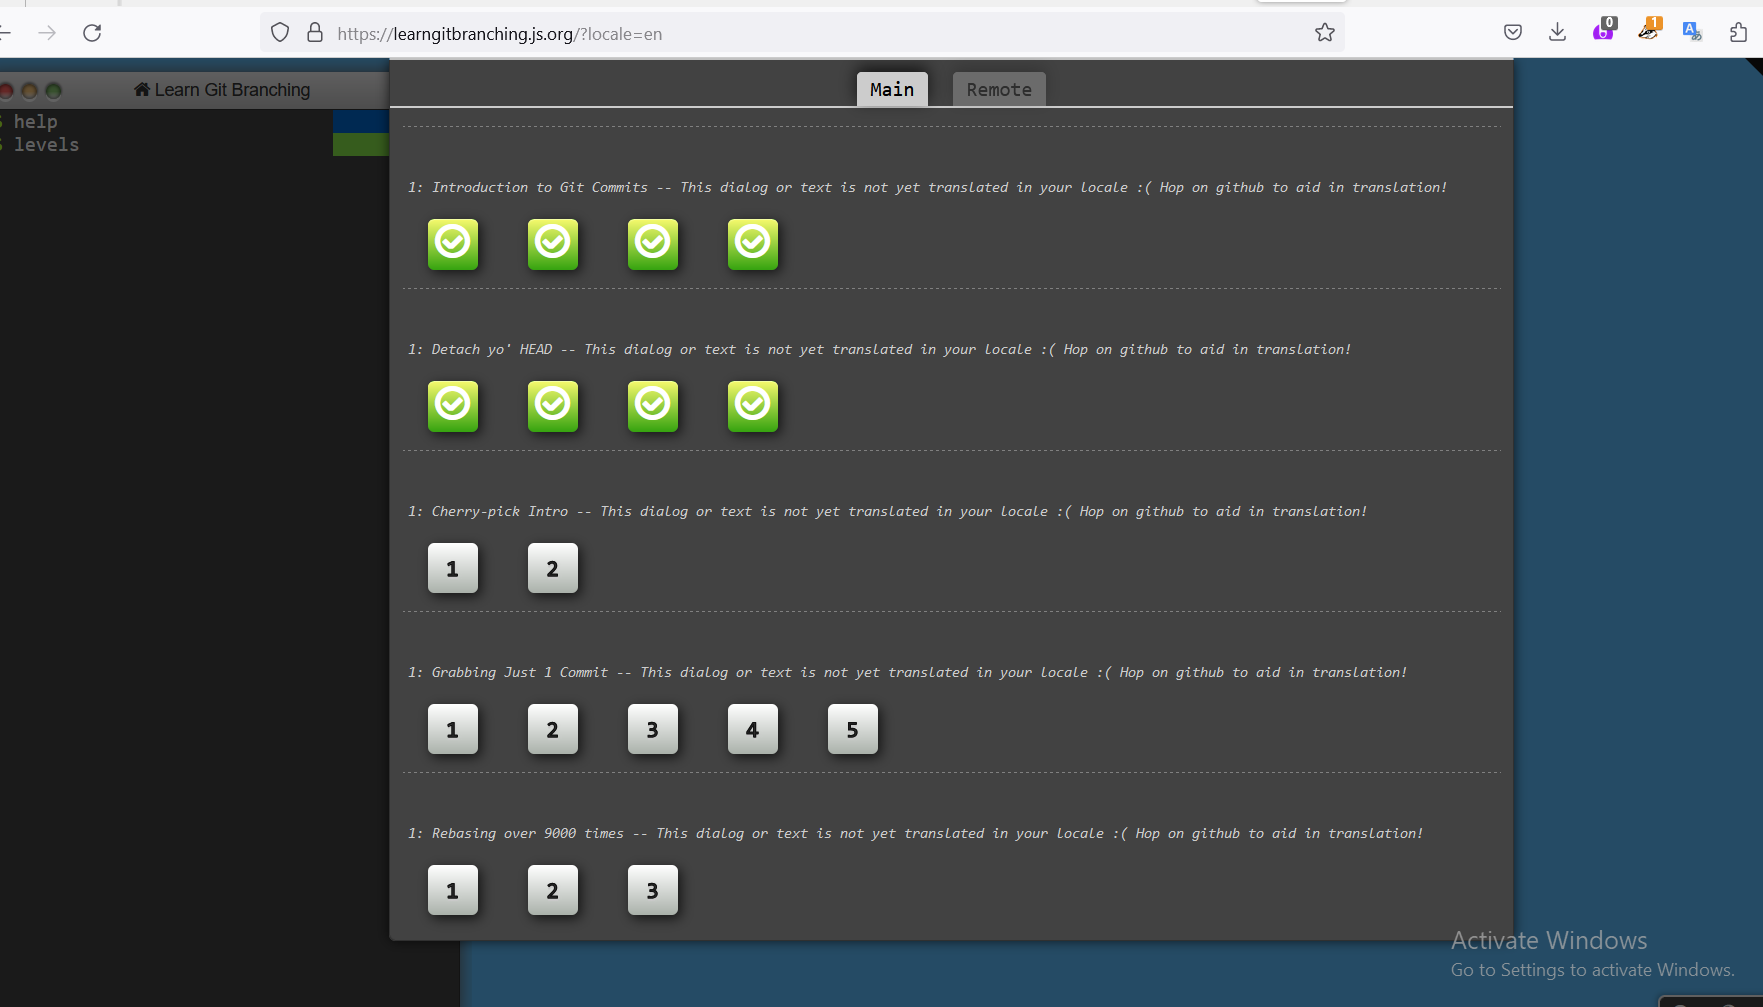 https://learngitbranching.js.org/?locale=en
0
1
Learn Git Branching
$ help
$ levels
Main
Remote
1: Introduction to Git Commits -- This dialog or text is not yet translated in your locale :( Hop on github to aid in translation!
1: Detach yo' HEAD -- This dialog or text is not yet translated in your locale :( Hop on github to aid in translation!
1: Cherry-pick Intro -- This dialog or text is not yet translated in your locale :( Hop on github to aid in translation!
1 2
1: Grabbing Just 1 Commit -- This dialog or text is not yet translated in your locale :( Hop on github to aid in translation!
1 2 3 4 5
1: Rebasing over 9000 times -- This dialog or text is not yet translated in your locale :( Hop on github to aid in translation!
1 2 3
Activate Windows
Go to Settings to activate Windows.